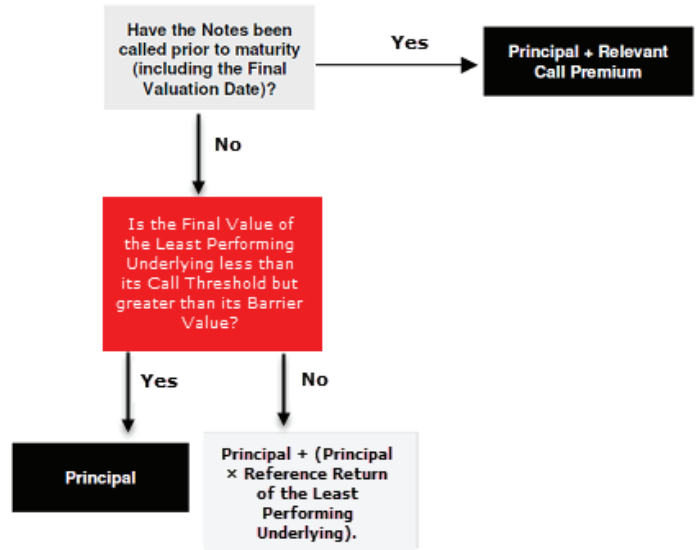 Have the Notes been
called prior to maturity
(including the Final
Valuation Date)?
Yes
Principal + Relevant
Call Premium
No
Is the Final Value of
the Least Performing
Underlying less than
its Call Threshold but
greater than its Barrier
Value?
Yes
No
Principal
Principal + (Principal
× Reference Return
of the Least
Performing
Underlying).